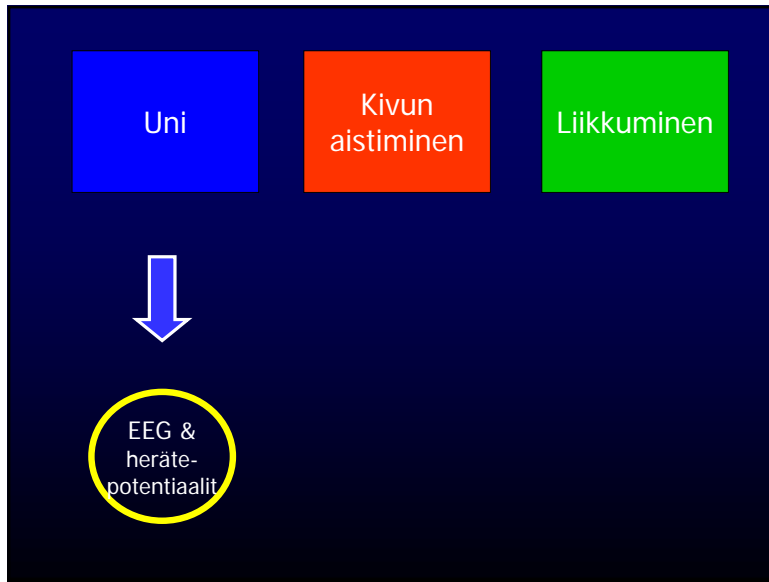 Uni
Kivun
aistiminen
Liikkuminen
EEG &
heräte-
potentiaalit